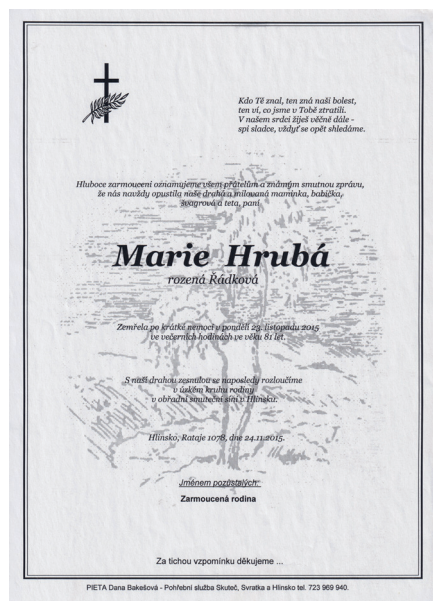 Kdo Tě znal, ten zná naši bolest,
ten ví, co jsme v Tobě ztratili.
V našem srdci žiješ věčně dále -
spi sladce, vždyť se opět shledáme.
Hluboce zarmouceni oznamujeme všem přátelům a známým smutnou zprávu,
že nás navždy opustila naše drahá a milovaná maminka, babička,
švagrová a teta, paní
Marie Hrubá
rozená Řádková
Zemřela po krátké nemoci v pondělí 23. listopadu 2015
ve večerních hodinách ve věku 81 let.
S naší drahou zesnulou se naposledy rozloučíme
v úzkém kruhu rodiny
v obřadní smuteční síni v Hlinsku.
Hlinsko, Rataje 1078, dne 24.11.2015.
Jménem pozůstalých:
Zarmoucená rodina
Za tichou vzpomínku děkujeme ...
PIETA Dana Bakešová - Pohřební služba Skuteč, Svratka a Hlinsko tel. 723 969 940.